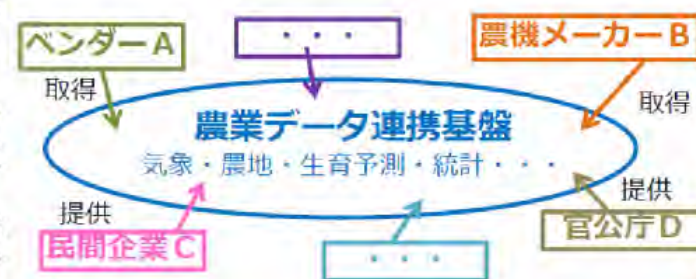 ベンダーA
・・・
農機メーカーB
取得
取得
農業データ連携基盤
気象・農地・生育予測・統計・・・
提供
提供
民間企業C
官公庁D
・・・